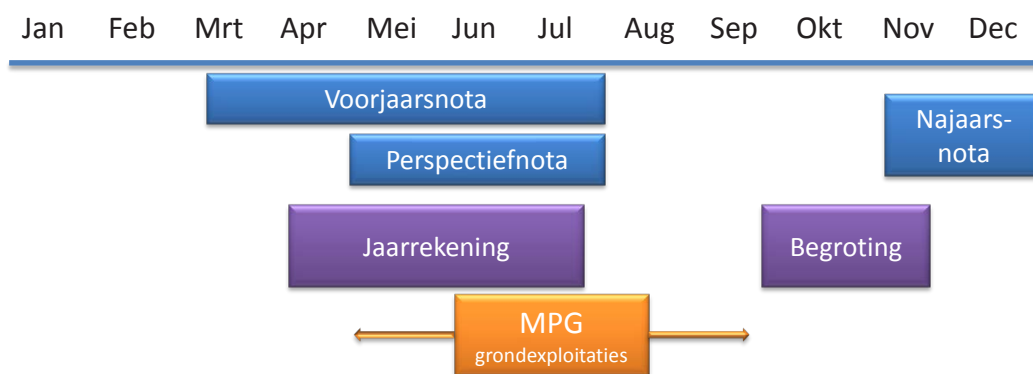 Jan Feb Mrt Apr Mei Jun Jul Aug Sep Okt Nov Dec
Voorjaarsnota
Najaars-
nota
Perspectiefnota
Jaarrekening
Begroting
MPG
grondexploitaties